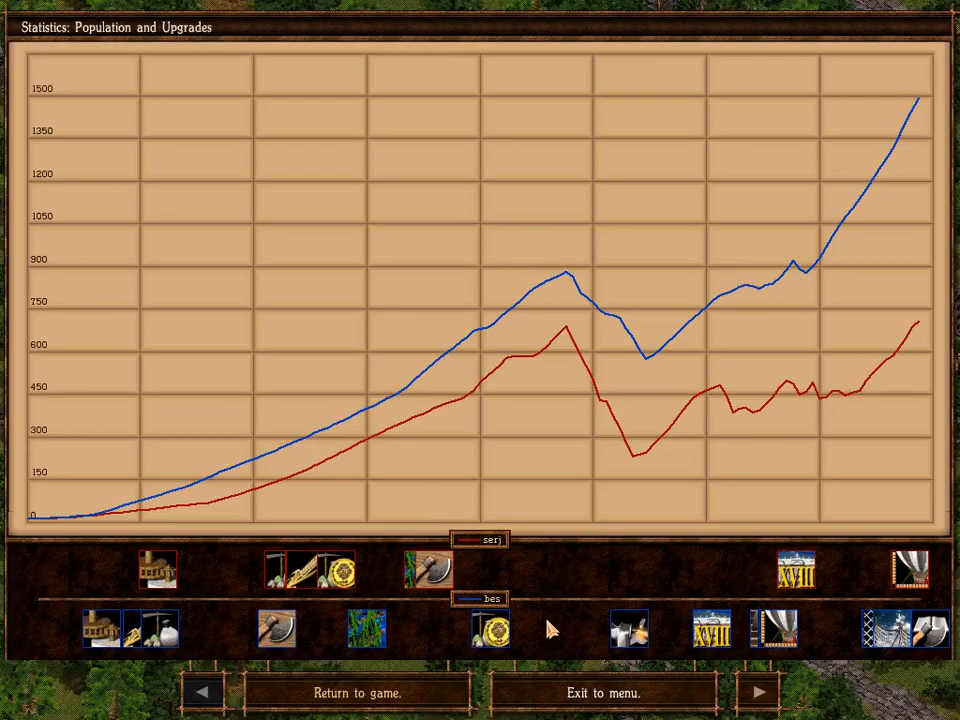 Statistics: Population and Upgrades
1500
1350
1200
1050
900
750
600
450
300
150
0
serj
XVIII
bes
XVIII
Return to game.
Exit to menu.